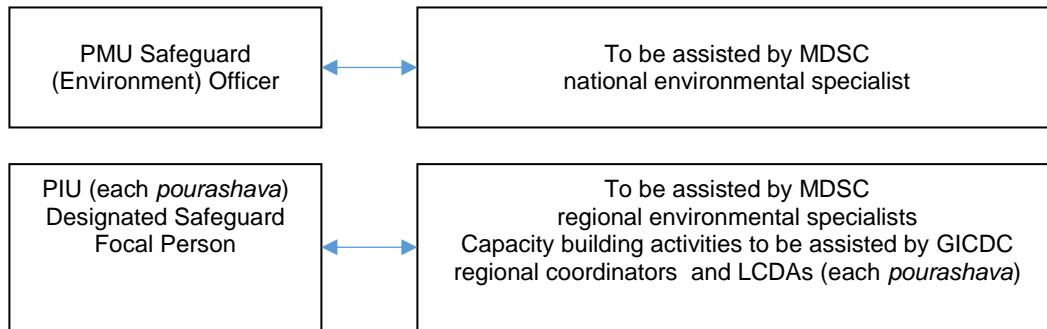 PMU Safeguard
(Environment) Officer
To be assisted by MDSC
national environmental specialist
PIU (each pourashava)
Designated Safeguard
Focal Person
To be assisted by MDSC
regional environmental specialists
Capacity building activities to be assisted by GICDC
regional coordinators and LCDAs (each pourashava)